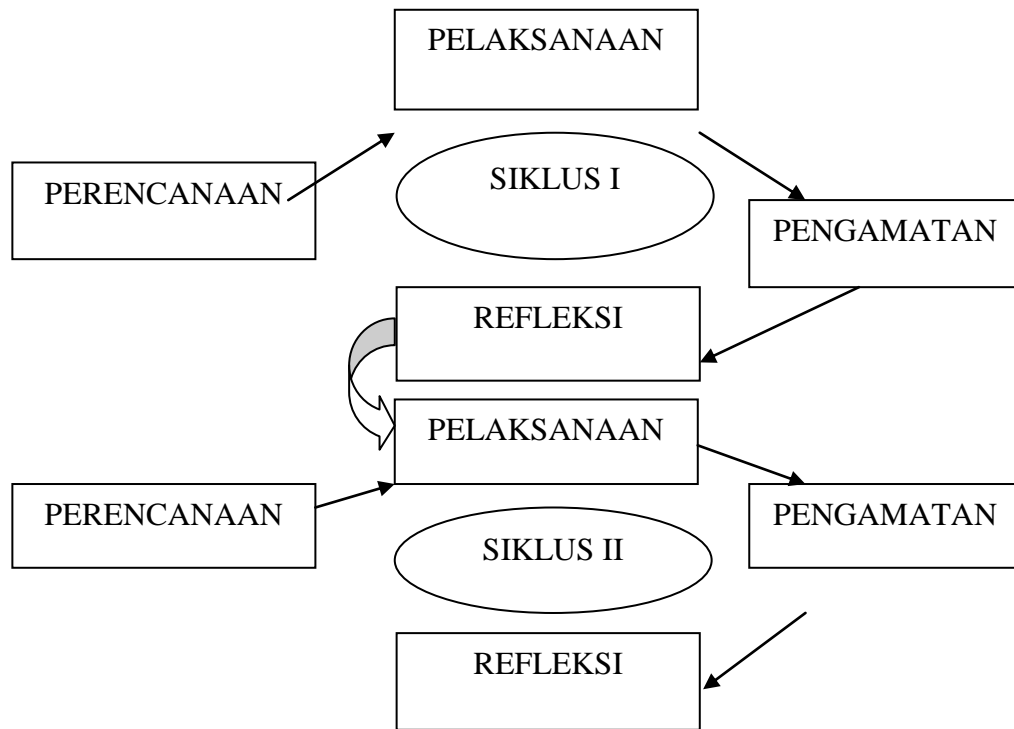 PELAKSANAAN
PERENCANAAN
SIKLUS I
PENGAMATAN
REFLEKSI
PELAKSANAAN
PERENCANAAN
PENGAMATAN
SIKLUS II
REFLEKSI